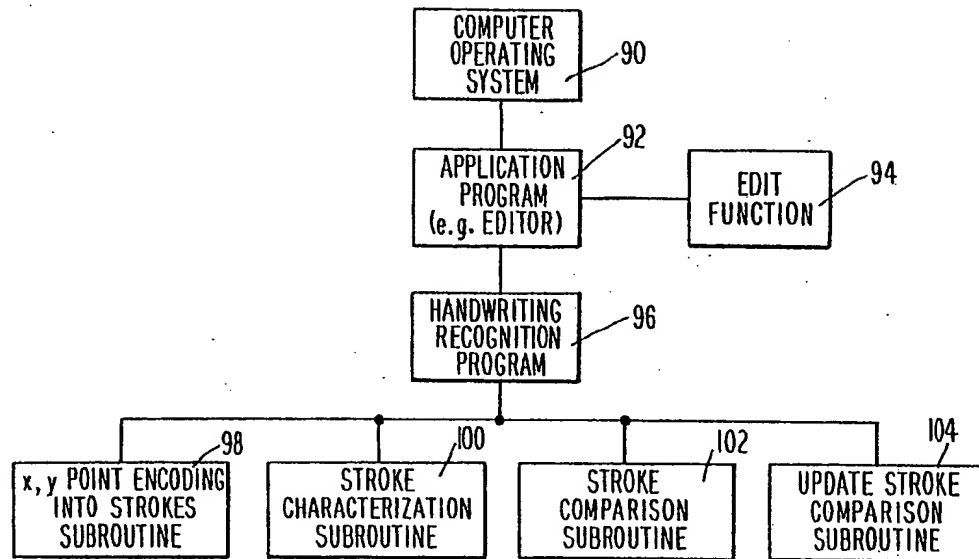 COMPUTER
OPERATING
SYSTEM
90
APPLICATION
PROGRAM
(e.g. EDITOR)
92
EDIT
FUNCTION
94
HANDWRITING
RECOGNITION
PROGRAM
96
x, y POINT ENCODING
INTO STROKES
SUBROUTINE
98
STROKE
CHARACTERIZATION
SUBROUTINE
100
STROKE
COMPARISON
SUBROUTINE
102
UPDATE STROKE
COMPARISON
SUBROUTINE
104